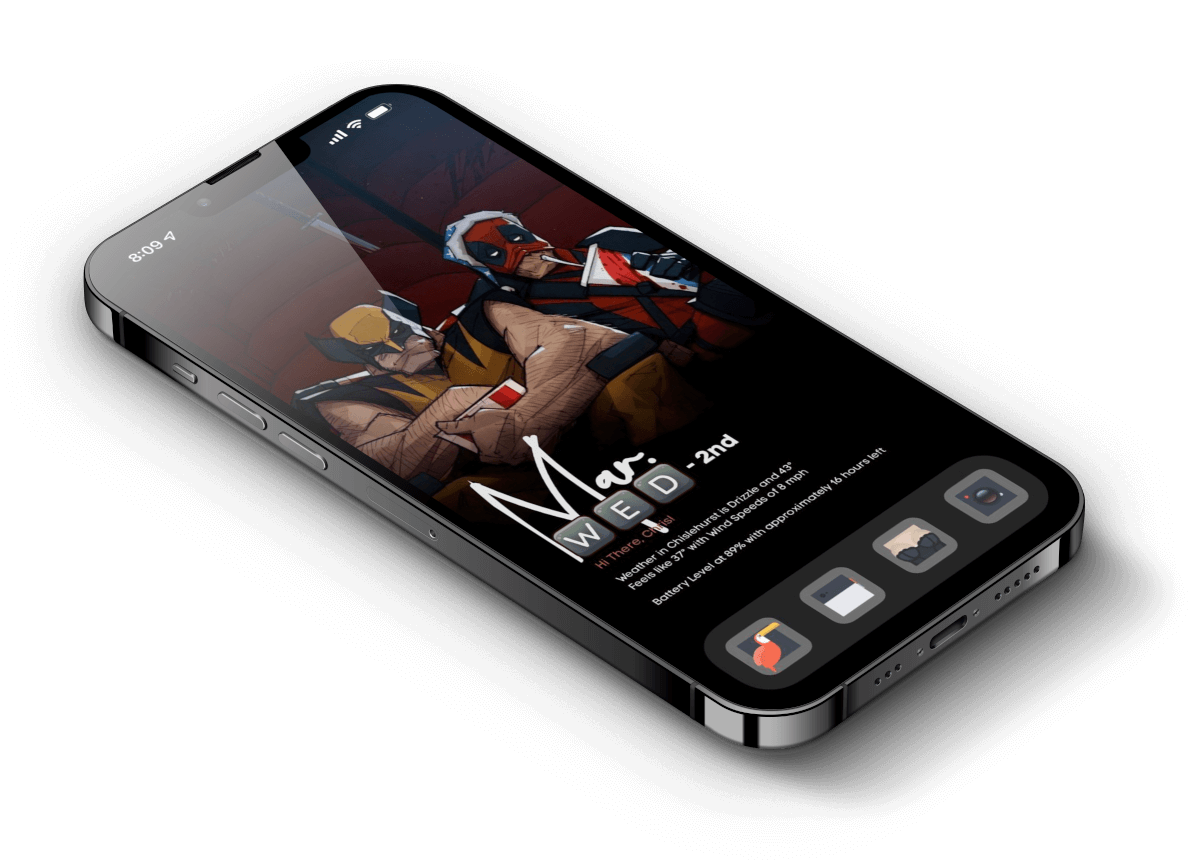 8:09
Mar.
WED - 2nd
Hi There, Chris!
Weather in Chislehurst is Drizzle and 43°
Feels like 37° with Wind Speeds of 8 mph
Battery Level at 89% with approximately 16 hours left